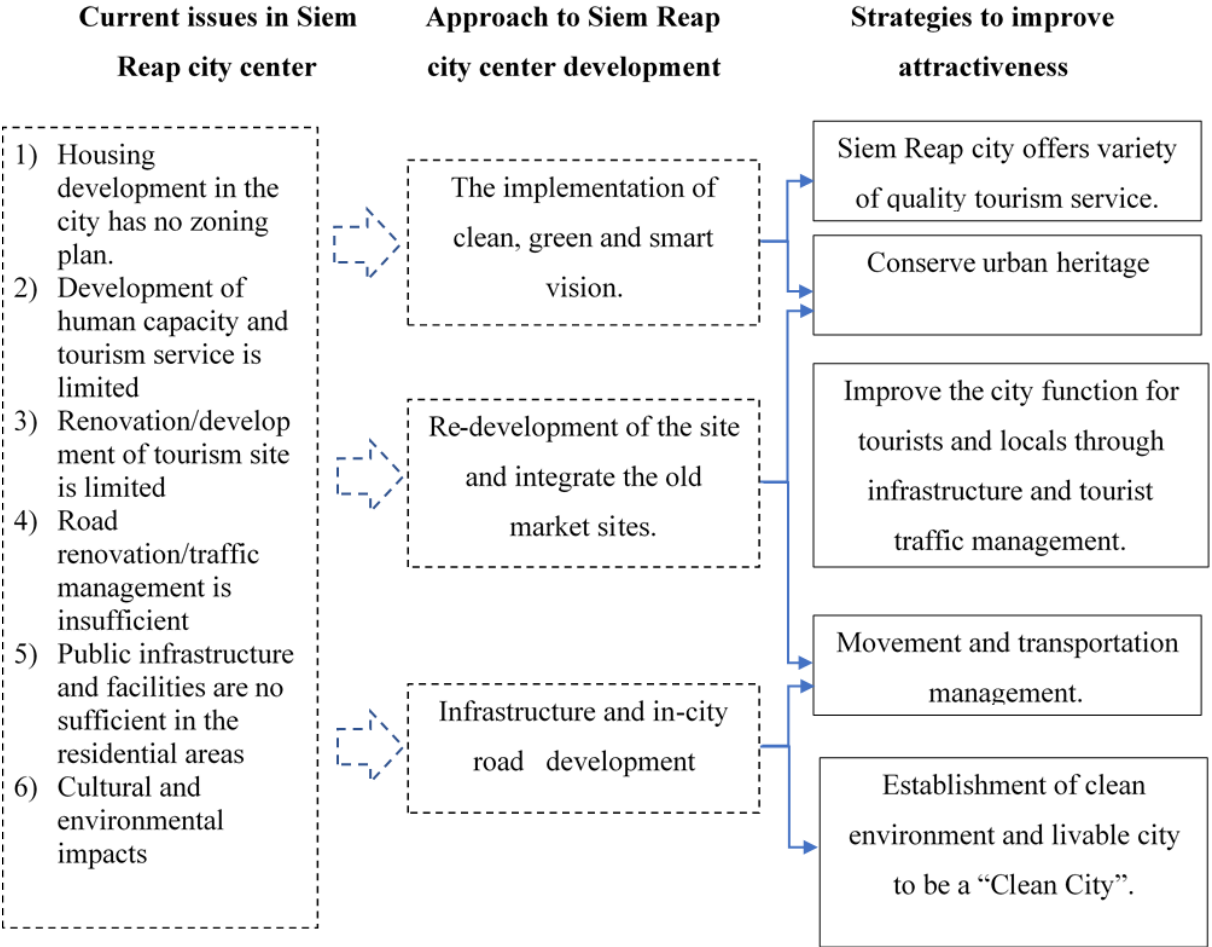 Current issues in Siem
Reap city center
Approach to Siem Reap
city center development
Strategies to improve
attractiveness
1) Housing
development in the
city has no zoning
plan.
2) Development of
human capacity and
tourism service is
limited
3) Renovation/develop
ment of tourism site
is limited
4) Road
renovation/traffic
management is
insufficient
5) Public infrastructure
and facilities are no
sufficient in the
residential areas
6) Cultural and
environmental
impacts
The implementation of
clean, green and smart
vision.
Re-development of the site
and integrate the old
market sites.
Infrastructure and in-city
road development
Siem Reap city offers variety
of quality tourism service.
Conserve urban heritage
Improve the city function for
tourists and locals through
infrastructure and tourist
traffic management.
Movement and transportation
management.
Establishment of clean
environment and livable city
to be a “Clean City”.